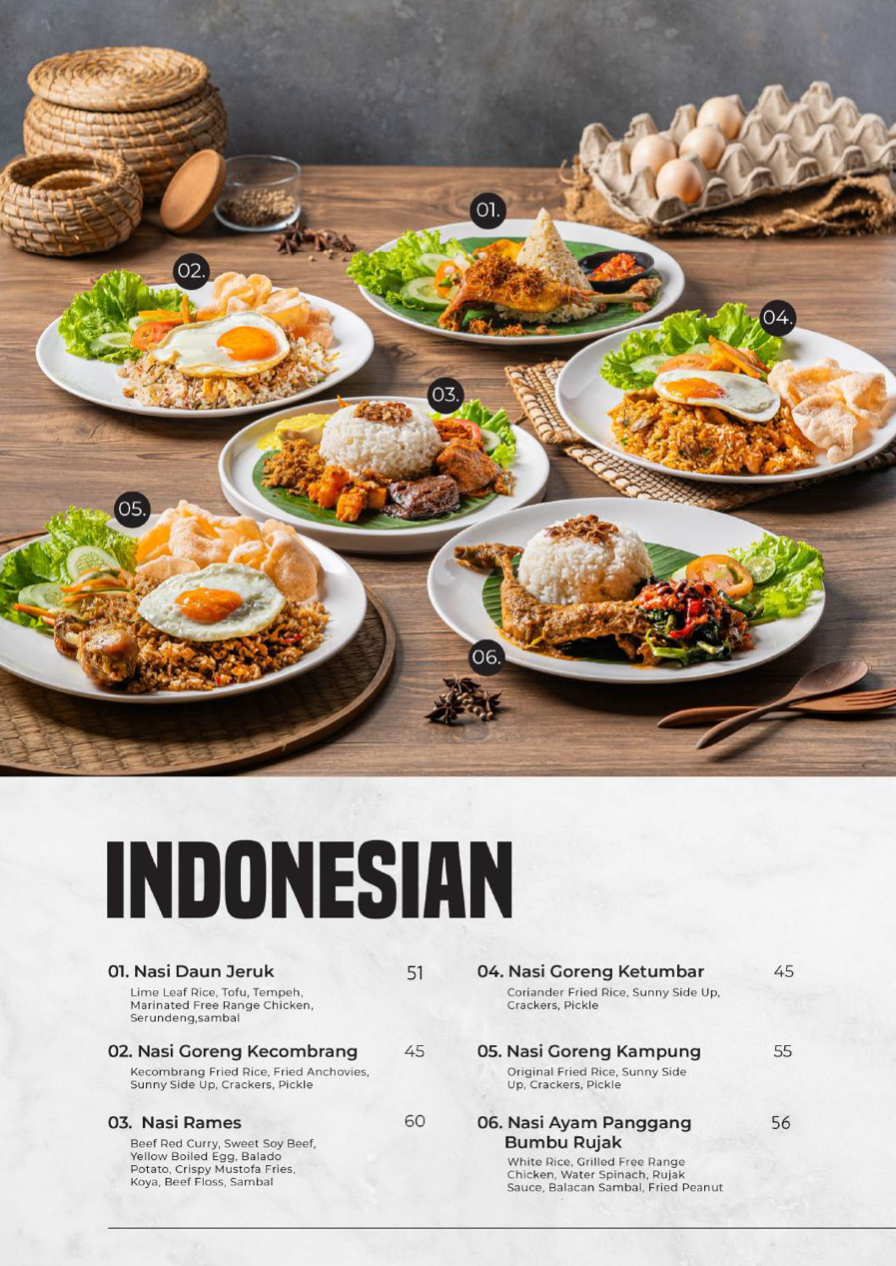 01.
02.
04.
03.
05.
06.
INDONESIAN
01. Nasi Daun Jeruk 51
Lime Leaf Rice, Tofu, Tempeh,
Marinated Free Range Chicken,
Serundeng,sambal
02. Nasi Goreng Kecombrang 45
Kecombrang Fried Rice, Fried Anchovies,
Sunny Side Up, Crackers, Pickle
03. Nasi Rames 60
Beef Red Curry, Sweet Soy Beef,
Yellow Boiled Egg, Balado
Potato, Crispy Mustofa Fries,
Koya, Beef Floss, Sambal
04. Nasi Goreng Ketumbar 45
Coriander Fried Rice, Sunny Side Up,
Crackers, Pickle
05. Nasi Goreng Kampung 55
Original Fried Rice, Sunny Side
Up, Crackers, Pickle
06. Nasi Ayam Panggang 56
Bumbu Rujak
White Rice, Grilled Free Range
Chicken, Water Spinach, Rujak
Sauce, Balacan Sambal, Fried Peanut